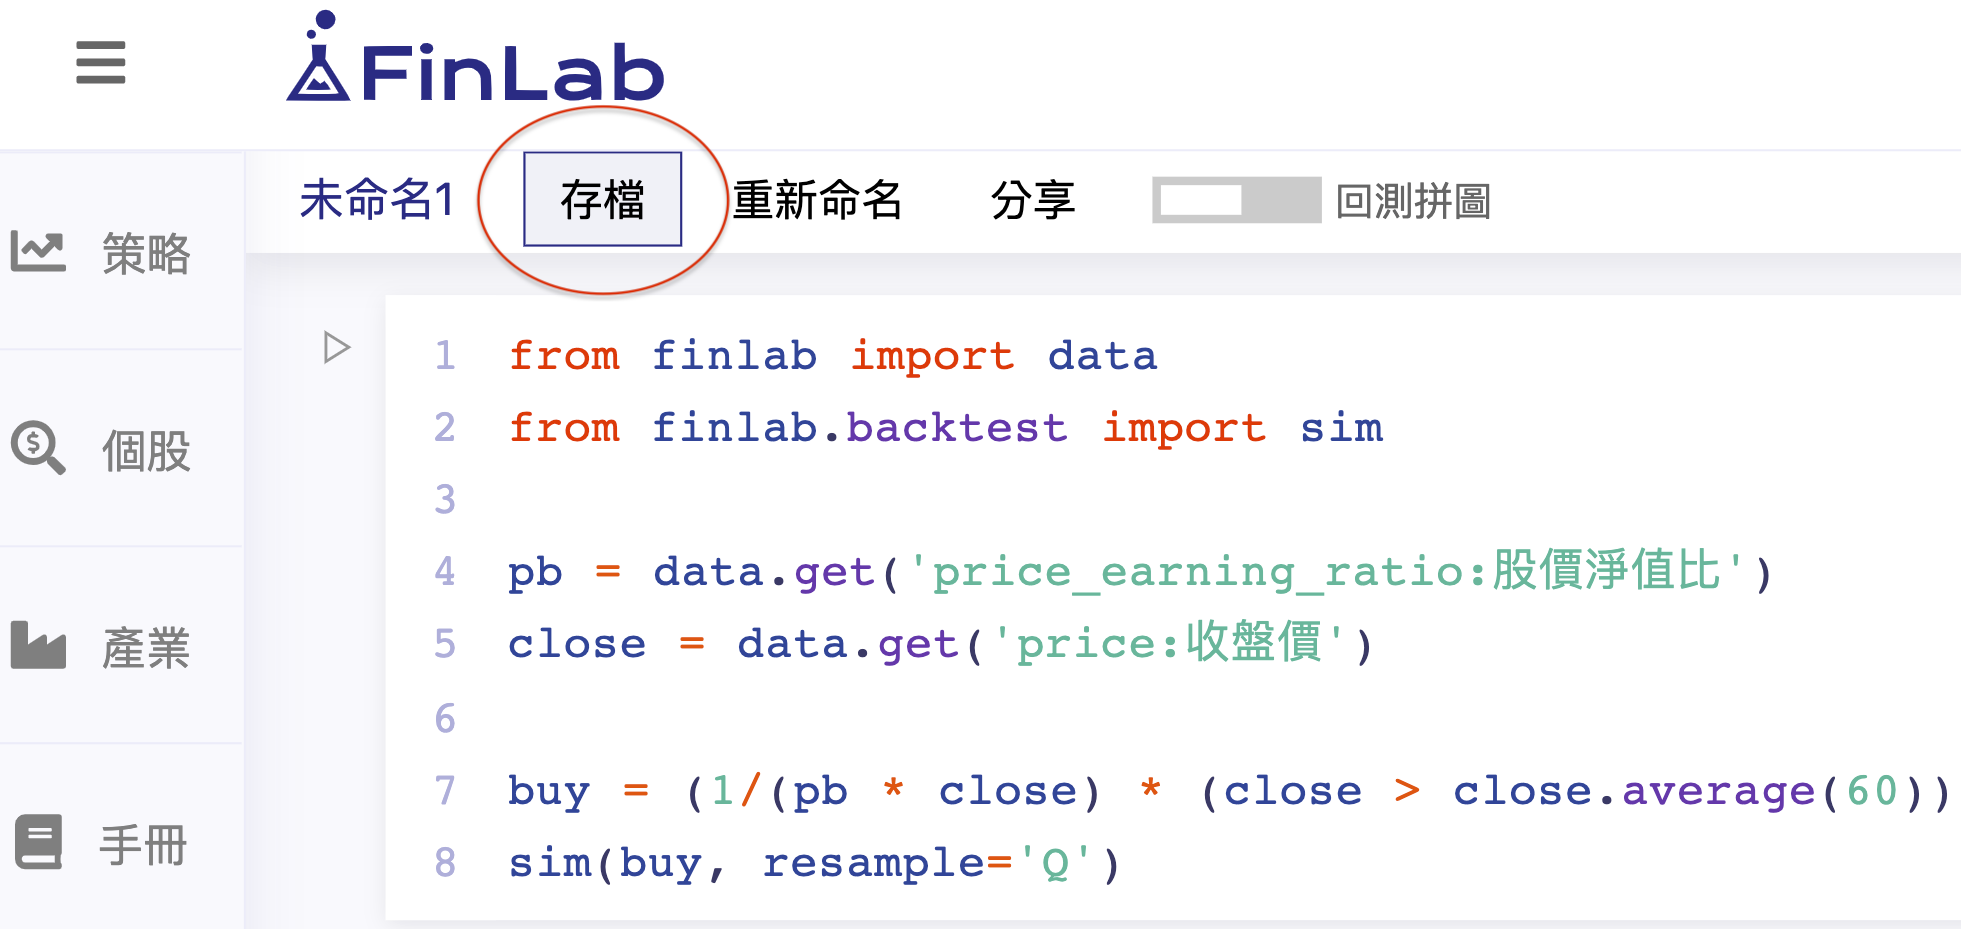 FinLab
未命名1 存檔 重新命名 分享 回測拼圖
策略
個股
產業
手冊
1 from finlab import data
2 from finlab.backtest import sim
3
4 pb = data.get('price_earning_ratio:股價淨值比')
5 close = data.get('price:收盤價')
6
7 buy = (1/(pb * close) * (close > close.average(60))
8 sim(buy, resample='Q')